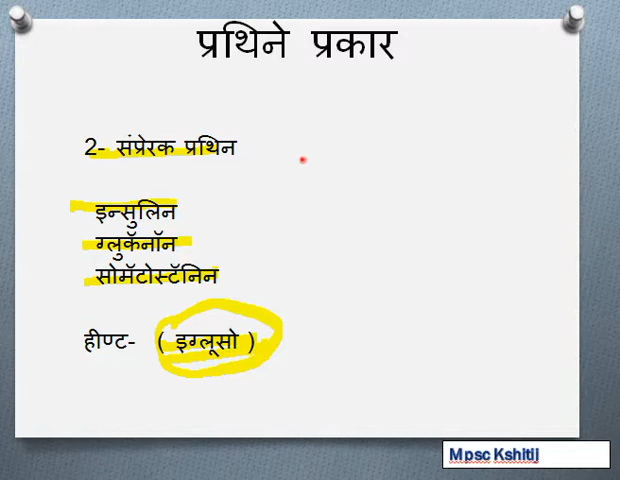 प्रथिने प्रकार
2- संप्रेरक प्रथिन
इन्सुलिन
ग्लुकॅनॉन
सोमॅटोस्टॅनिन
हीण्ट- ( इग्लूसो )
Mpsc Kshitij